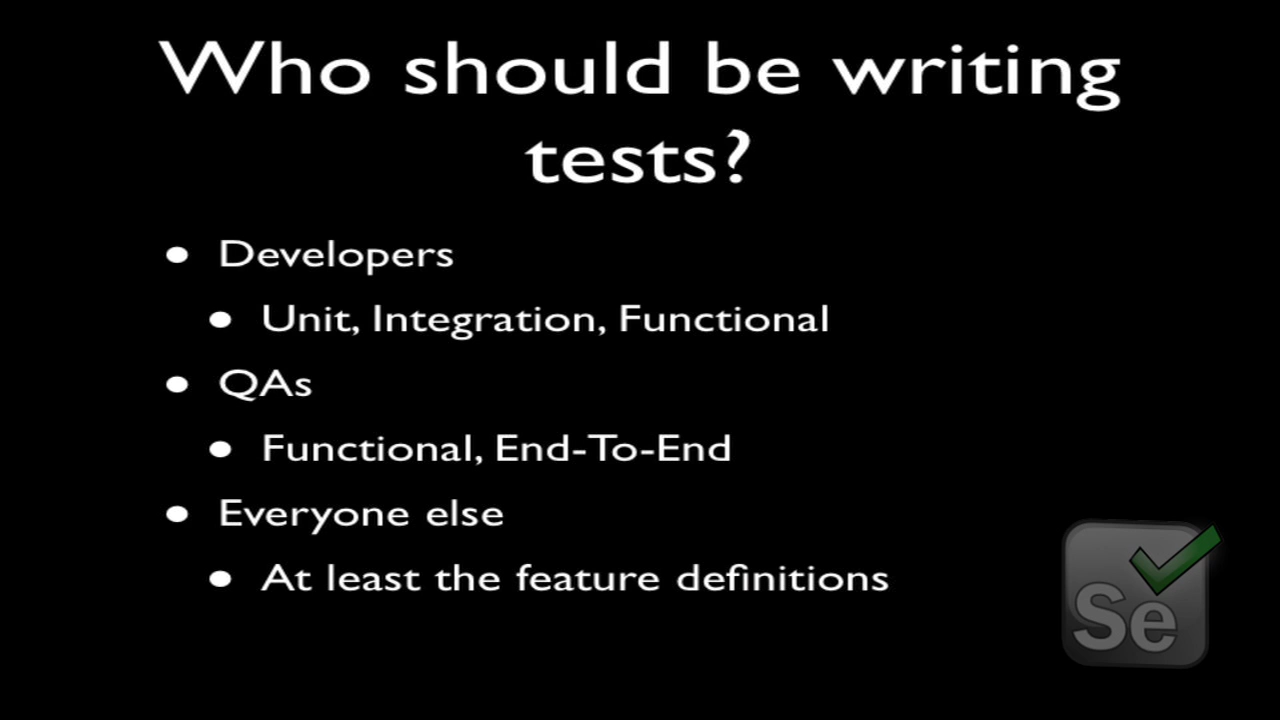 Who should be writing
tests?
● Developers
● Unit, Integration, Functional
● QAs
● Functional, End-To-End
● Everyone else
● At least the feature definitions
Se